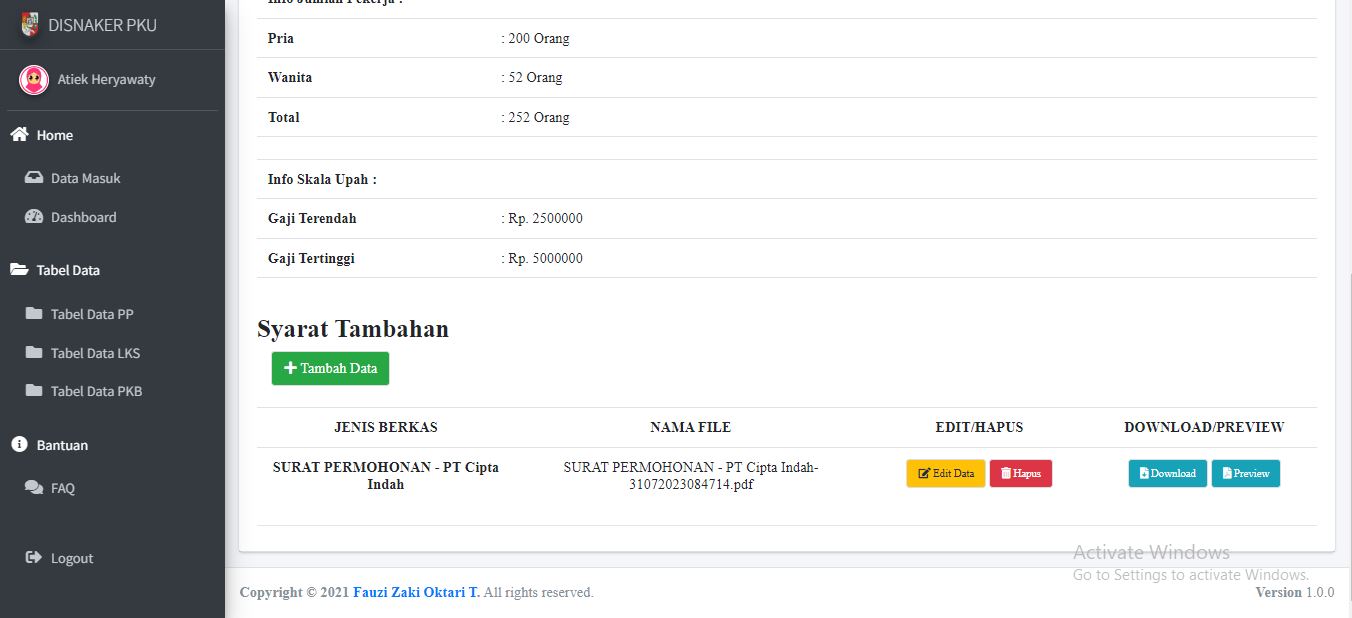 DISNAKER PKU
Atiek Heryawaty
Home
Data Masuk
Dashboard
Tabel Data
Tabel Data PP
Tabel Data LKS
Tabel Data PKB
Bantuan
FAQ
Logout
Info Jumlah Pekerja :
Pria : 200 Orang
Wanita : 52 Orang
Total : 252 Orang
Info Skala Upah :
Gaji Terendah : Rp. 2500000
Gaji Tertinggi : Rp. 5000000
Syarat Tambahan
Tambah Data
JENIS BERKAS NAMA FILE EDIT/HAPUS DOWNLOAD/PREVIEW
SURAT PERMOHONAN - PT Cipta
Indah
SURAT PERMOHONAN - PT Cipta Indah-
31072023084714.pdf
Edit Data Hapus Download Preview
Activate Windows
Go to Settings to activate Windows.
Copyright © 2021 Fauzi Zaki Oktari T. All rights reserved.
Version 1.0.0